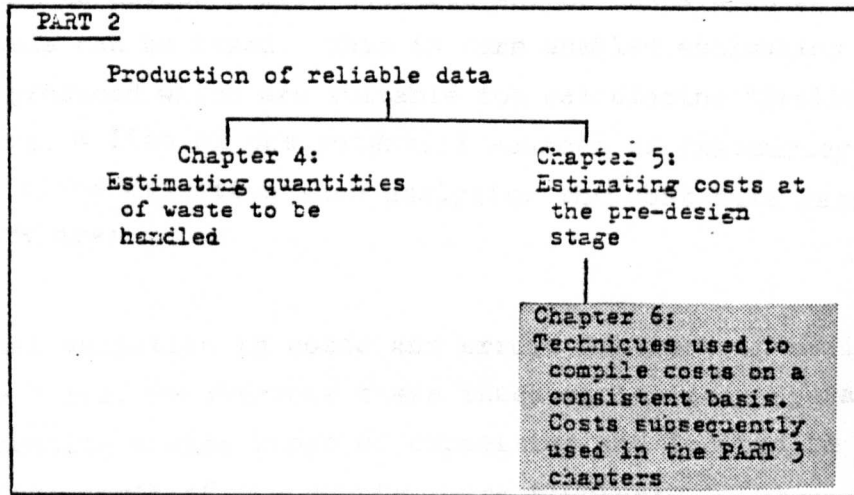 PART 2
Production of reliable data
Chapter 4:
Estimating quantities
of waste to be
handled
Chapter 5:
Estimating costs at
the pre-design
stage
Chapter 6:
Techniques used to
compile costs on a
consistent basis.
Costs subsequently
used in the PART 3
chapters